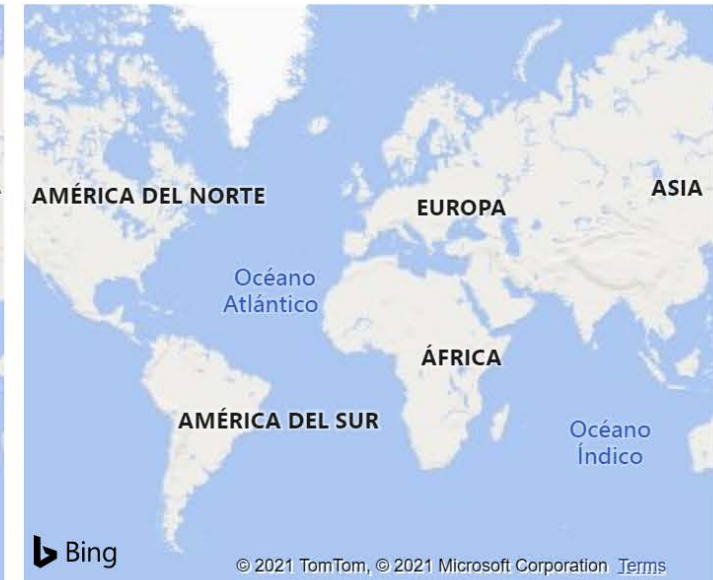 AMÉRICA DEL NORTE
EUROPA
ASIA
Océano
Atlántico
ÁFRICA
AMÉRICA DEL SUR
Océano
Índico
Bing
© 2021 TomTom, © 2021 Microsoft Corporation Terms